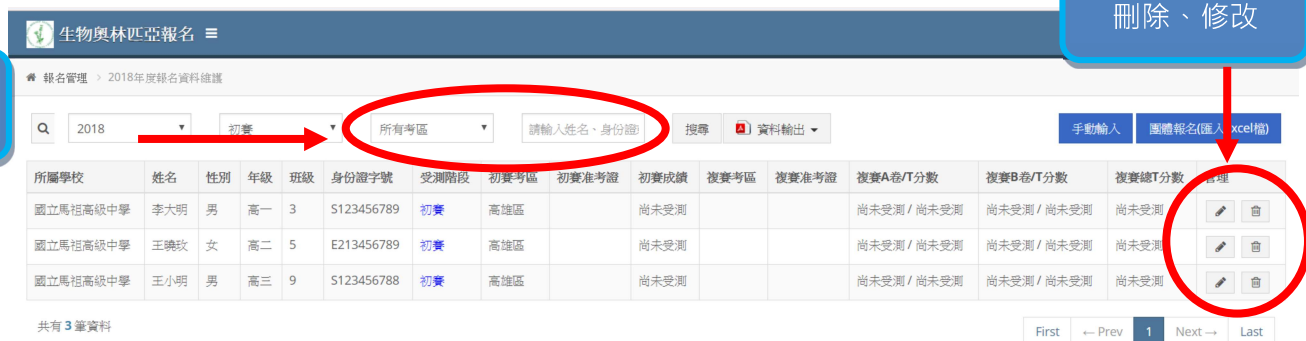 刪除、修改
生物奧林匹亞報名
報名管理 > 2018年度報名資料維護
2018 初賽 所有考區 請輸入姓名、身份證 搜尋 資料輸出 手動輸入 團體報名(匯入Excel檔)
所屬學校 姓名 性別 年級 班級 身份證字號 受測階段 初賽考區 初賽准考證 初賽成績 複賽考區 複賽准考證 複賽A卷/T分數 複賽B卷/T分數 複賽總T分數 管理
國立馬祖高級中學 李大明 男 高一 3 S123456789 初賽 高雄區 尚未受測 尚未受測 / 尚未受測 尚未受測 / 尚未受測 尚未受測
國立馬祖高級中學 王曉玫 女 高二 5 E213456789 初賽 高雄區 尚未受測 尚未受測 / 尚未受測 尚未受測 / 尚未受測 尚未受測
國立馬祖高級中學 王小明 男 高三 9 S123456788 初賽 高雄區 尚未受測 尚未受測 / 尚未受測 尚未受測 / 尚未受測 尚未受測
共有 3 筆資料
First ← Prev 1 Next → Last